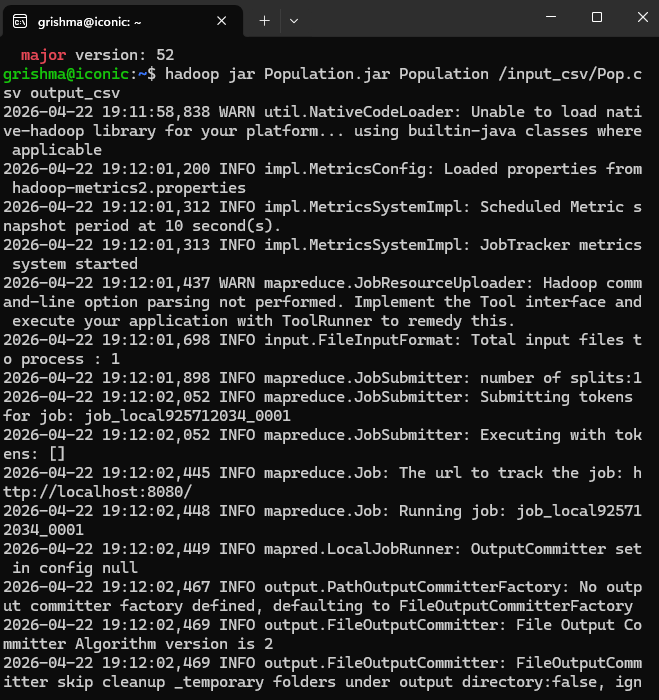 grishma@iconic: ~
major version: 52
grishma@iconic:~$ hadoop jar Population.jar Population /input_csv/Pop.c
sv output_csv
2026-04-22 19:11:58,838 WARN util.NativeCodeLoader: Unable to load nati
ve-hadoop library for your platform... using builtin-java classes where
 applicable
2026-04-22 19:12:01,200 INFO impl.MetricsConfig: Loaded properties from
 hadoop-metrics2.properties
2026-04-22 19:12:01,312 INFO impl.MetricsSystemImpl: Scheduled Metric s
napshot period at 10 second(s).
2026-04-22 19:12:01,313 INFO impl.MetricsSystemImpl: JobTracker metrics
 system started
2026-04-22 19:12:01,437 WARN mapreduce.JobResourceUploader: Hadoop comm
and-line option parsing not performed. Implement the Tool interface and
 execute your application with ToolRunner to remedy this.
2026-04-22 19:12:01,698 INFO input.FileInputFormat: Total input files t
o process : 1
2026-04-22 19:12:01,898 INFO mapreduce.JobSubmitter: number of splits:1
2026-04-22 19:12:02,052 INFO mapreduce.JobSubmitter: Submitting tokens
for job: job_local925712034_0001
2026-04-22 19:12:02,052 INFO mapreduce.JobSubmitter: Executing with tok
ens: []
2026-04-22 19:12:02,445 INFO mapreduce.Job: The url to track the job: h
ttp://localhost:8080/
2026-04-22 19:12:02,448 INFO mapreduce.Job: Running job: job_local92571
2034_0001
2026-04-22 19:12:02,449 INFO mapred.LocalJobRunner: OutputCommitter set
 in config null
2026-04-22 19:12:02,467 INFO output.PathOutputCommitterFactory: No outp
ut committer factory defined, defaulting to FileOutputCommitterFactory
2026-04-22 19:12:02,469 INFO output.FileOutputCommitter: File Output Co
mmitter Algorithm version is 2
2026-04-22 19:12:02,469 INFO output.FileOutputCommitter: FileOutputComm
itter skip cleanup _temporary folders under output directory:false, ign